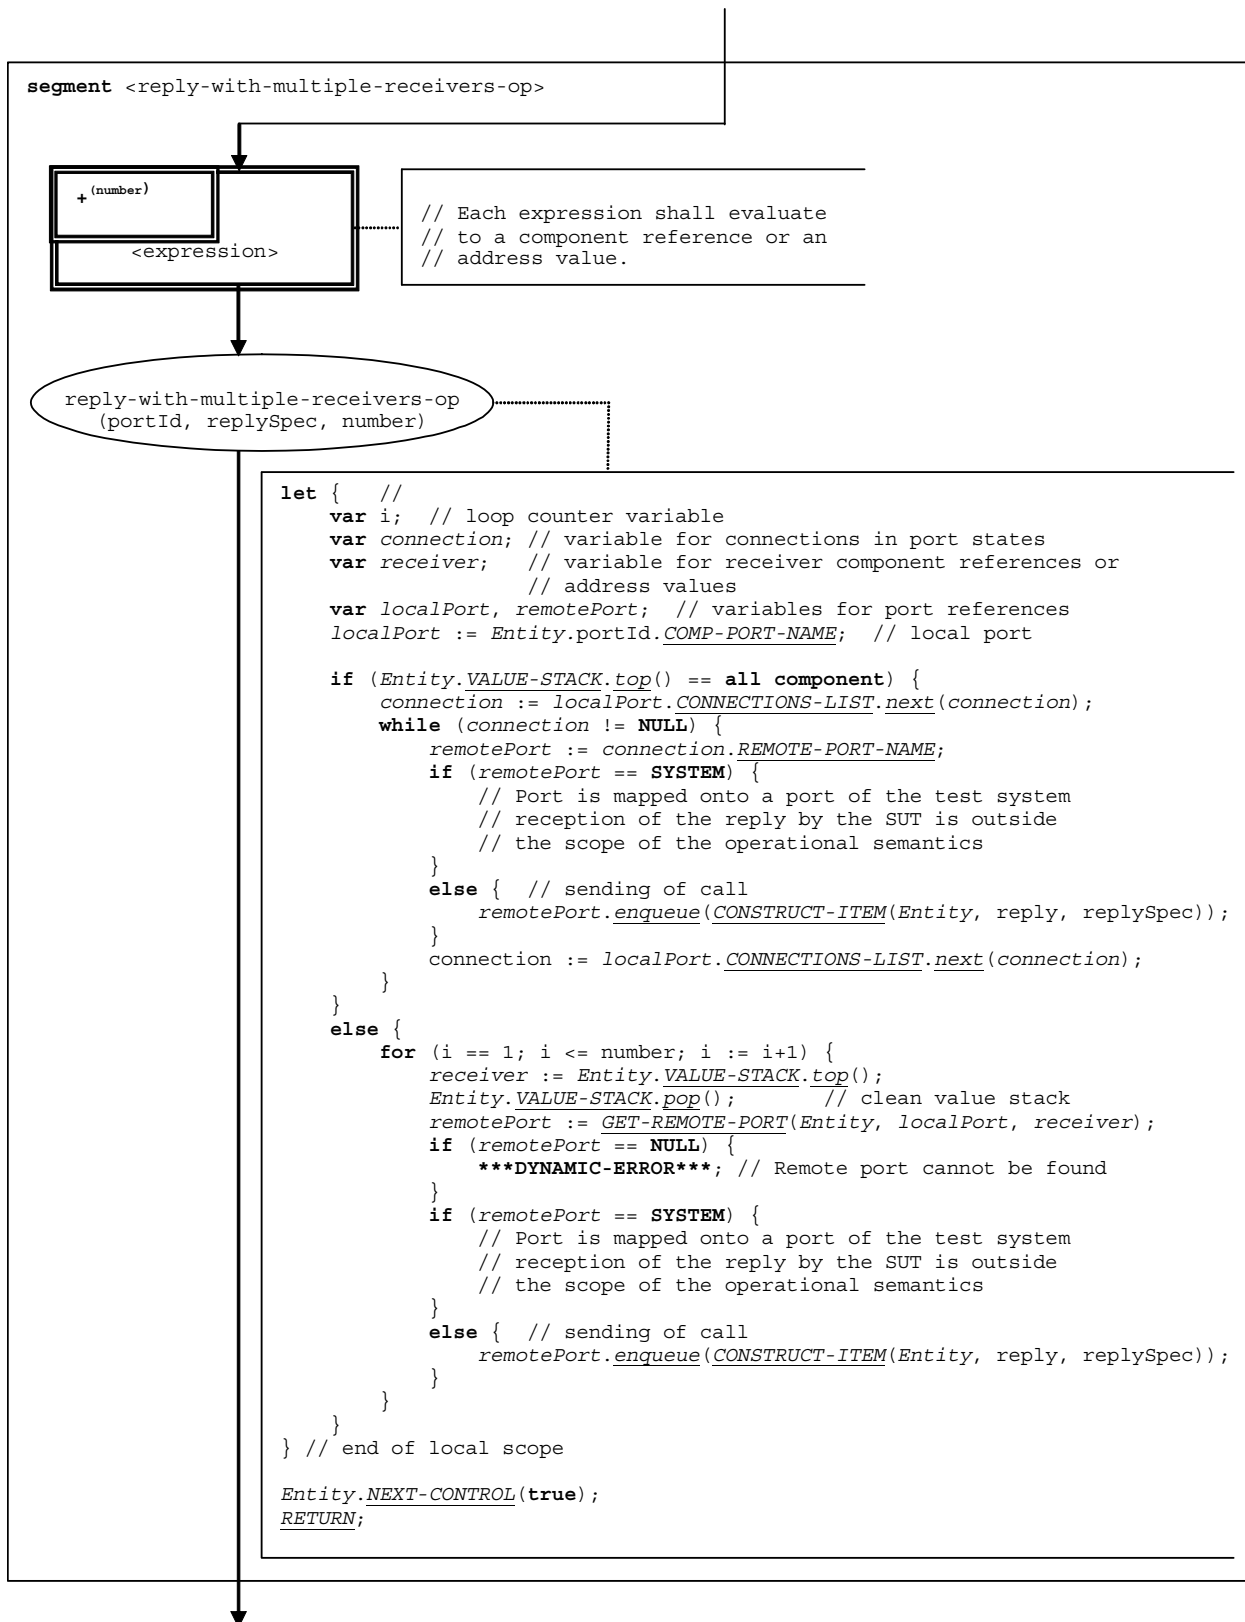 segment <reply-with-multiple-receivers-op>
+(number)
<expression>
// Each expression shall evaluate
// to a component reference or an
// address value.
reply-with-multiple-receivers-op
(portId, replySpec, number)
let {   //
    var i;  // loop counter variable
    var connection; // variable for connections in port states
    var receiver;   // variable for receiver component references or
                    // address values
    var localPort, remotePort;  // variables for port references
    localPort := Entity.portId.COMP-PORT-NAME;  // local port
    if (Entity.VALUE-STACK.top() == all component) {
        connection := localPort.CONNECTIONS-LIST.next(connection);
        while (connection != NULL) {
            remotePort := connection.REMOTE-PORT-NAME;
            if (remotePort == SYSTEM) {
                // Port is mapped onto a port of the test system
                // reception of the reply by the SUT is outside
                // the scope of the operational semantics
            }
            else {  // sending of call
                remotePort.enqueue(CONSTRUCT-ITEM(Entity, reply, replySpec));
            }
            connection := localPort.CONNECTIONS-LIST.next(connection);
        }
    }
    else {
        for (i == 1; i <= number; i := i+1) {
            receiver := Entity.VALUE-STACK.top();
            Entity.VALUE-STACK.pop();       // clean value stack
            remotePort := GET-REMOTE-PORT(Entity, localPort, receiver);
            if (remotePort == NULL) {
                ***DYNAMIC-ERROR***; // Remote port cannot be found
            }
            if (remotePort == SYSTEM) {
                // Port is mapped onto a port of the test system
                // reception of the reply by the SUT is outside
                // the scope of the operational semantics
            }
            else {  // sending of call
                remotePort.enqueue(CONSTRUCT-ITEM(Entity, reply, replySpec));
            }
        }
    }
} // end of local scope
Entity.NEXT-CONTROL(true);
RETURN;